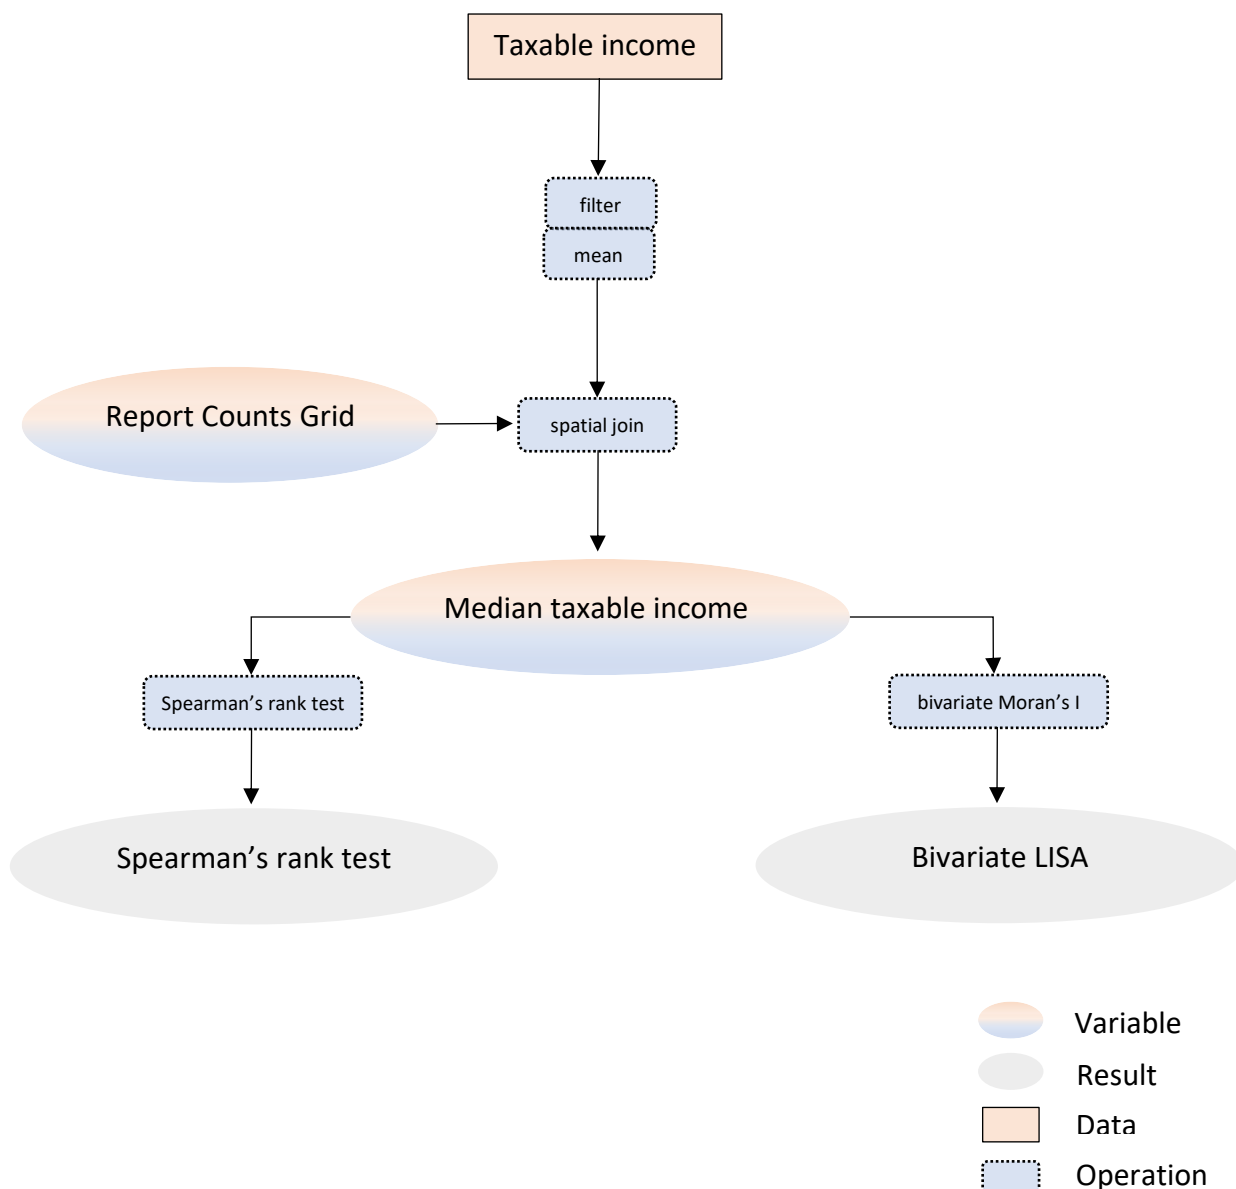 Taxable income
filter
mean
Report Counts Grid
spatial join
Median taxable income
Spearman’s rank test
bivariate Moran’s I
Spearman’s rank test
Bivariate LISA
Variable
Result
Data
Operation